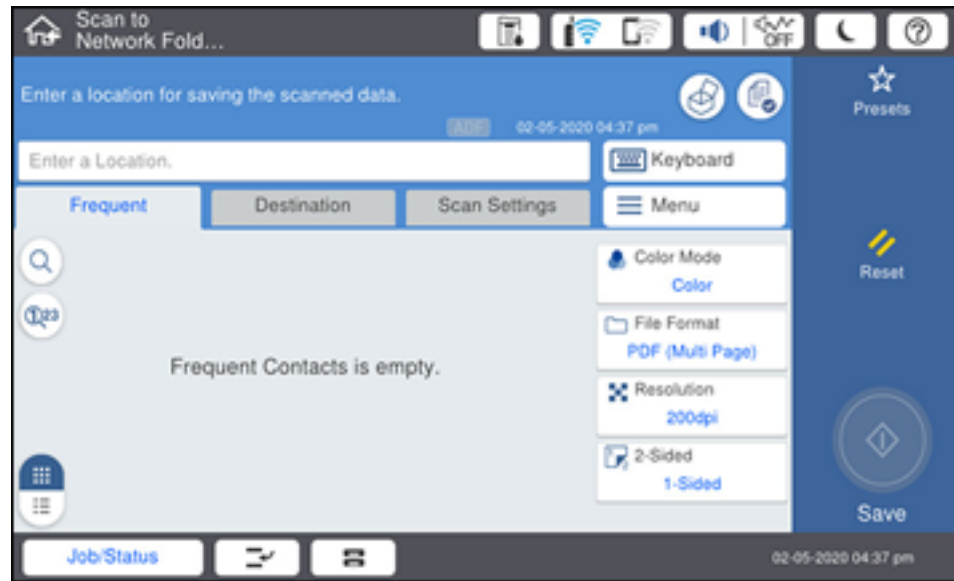 Scan to
Network Fold...
OFF
Enter a location for saving the scanned data.
Presets
ADF 02-05-2020 04:37 pm
Enter a Location.
Keyboard
Frequent
Destination
Scan Settings
Menu
Color Mode
Color
Reset
123
File Format
PDF (Multi Page)
Frequent Contacts is empty.
Resolution
200dpi
2-Sided
1-Sided
Save
Job/Status
02-05-2020 04:37 pm